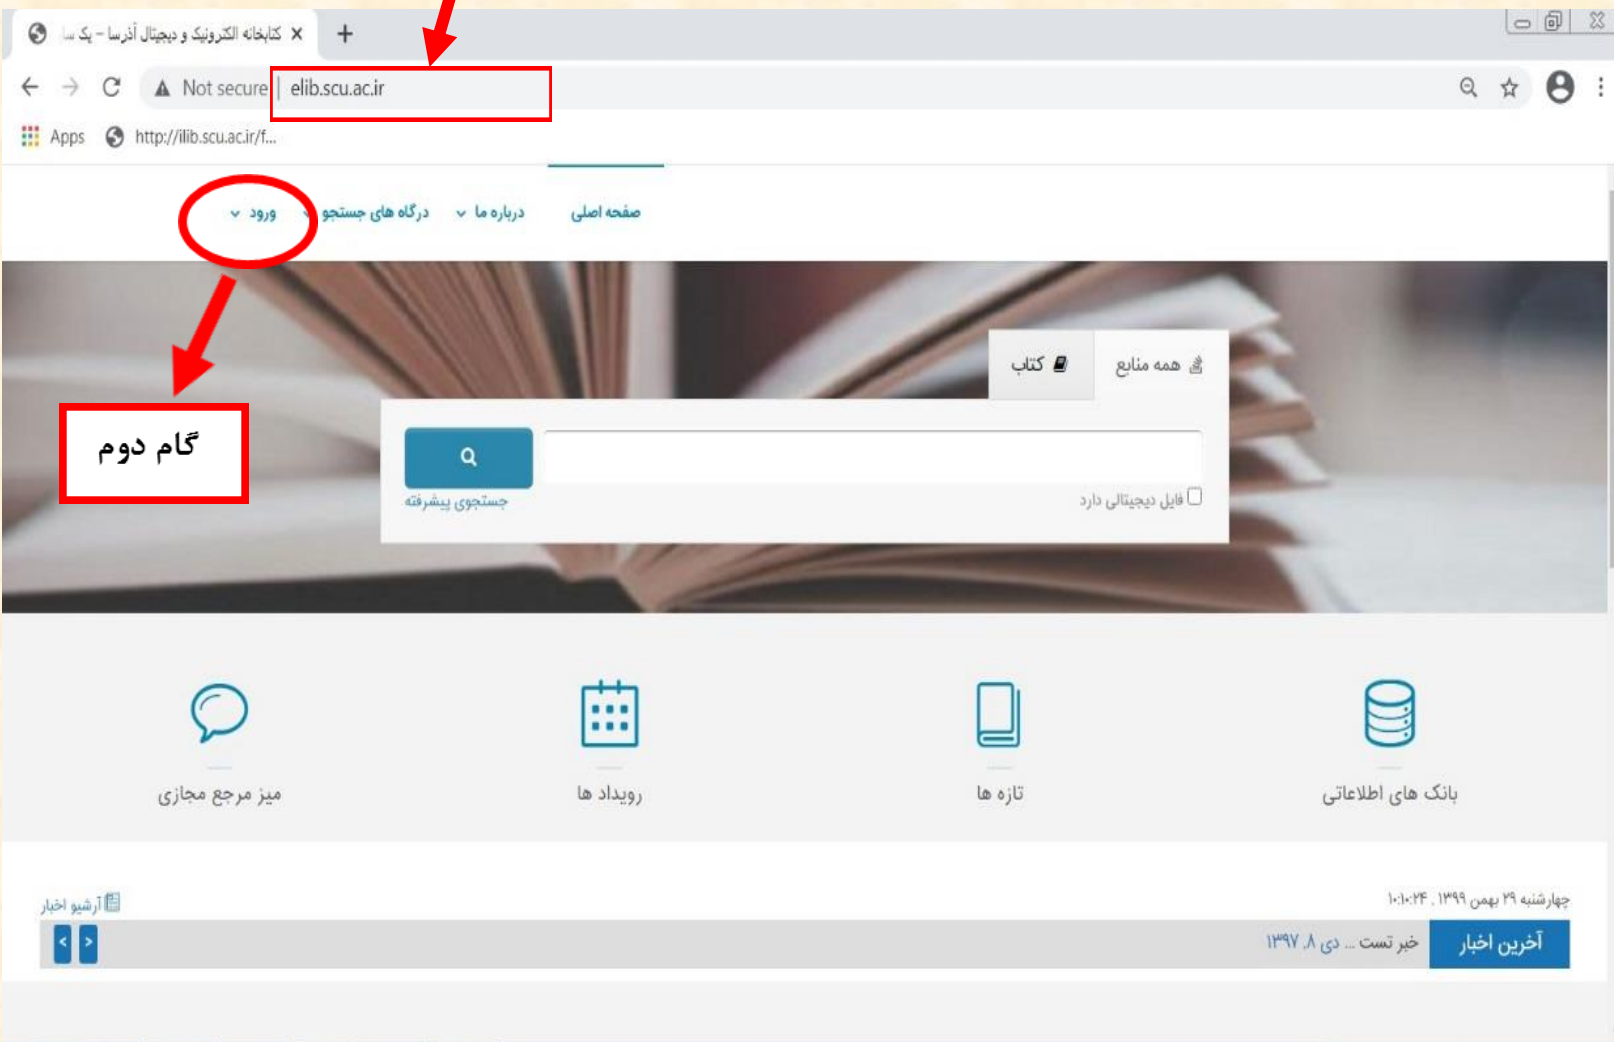 کتابخانه الکترونیک و دیجیتال آذرسا – یک سا
Not secure | elib.scu.ac.ir
Apps http://ilib.scu.ac.ir/f...
صفحه اصلی درباره ما درگاه های جستجو ورود
همه منابع کتاب
گام دوم
فایل دیجیتالی دارد جستجوی پیشرفته
بانک های اطلاعاتی تازه ها رویداد ها میز مرجع مجازی
چهارشنبه ۲۹ بهمن ۱۳۹۹ . ۱۰:۱۰:۲۴ آرشیو اخبار
آخرین اخبار خبر تست ... دی ۸, ۱۳۹۷